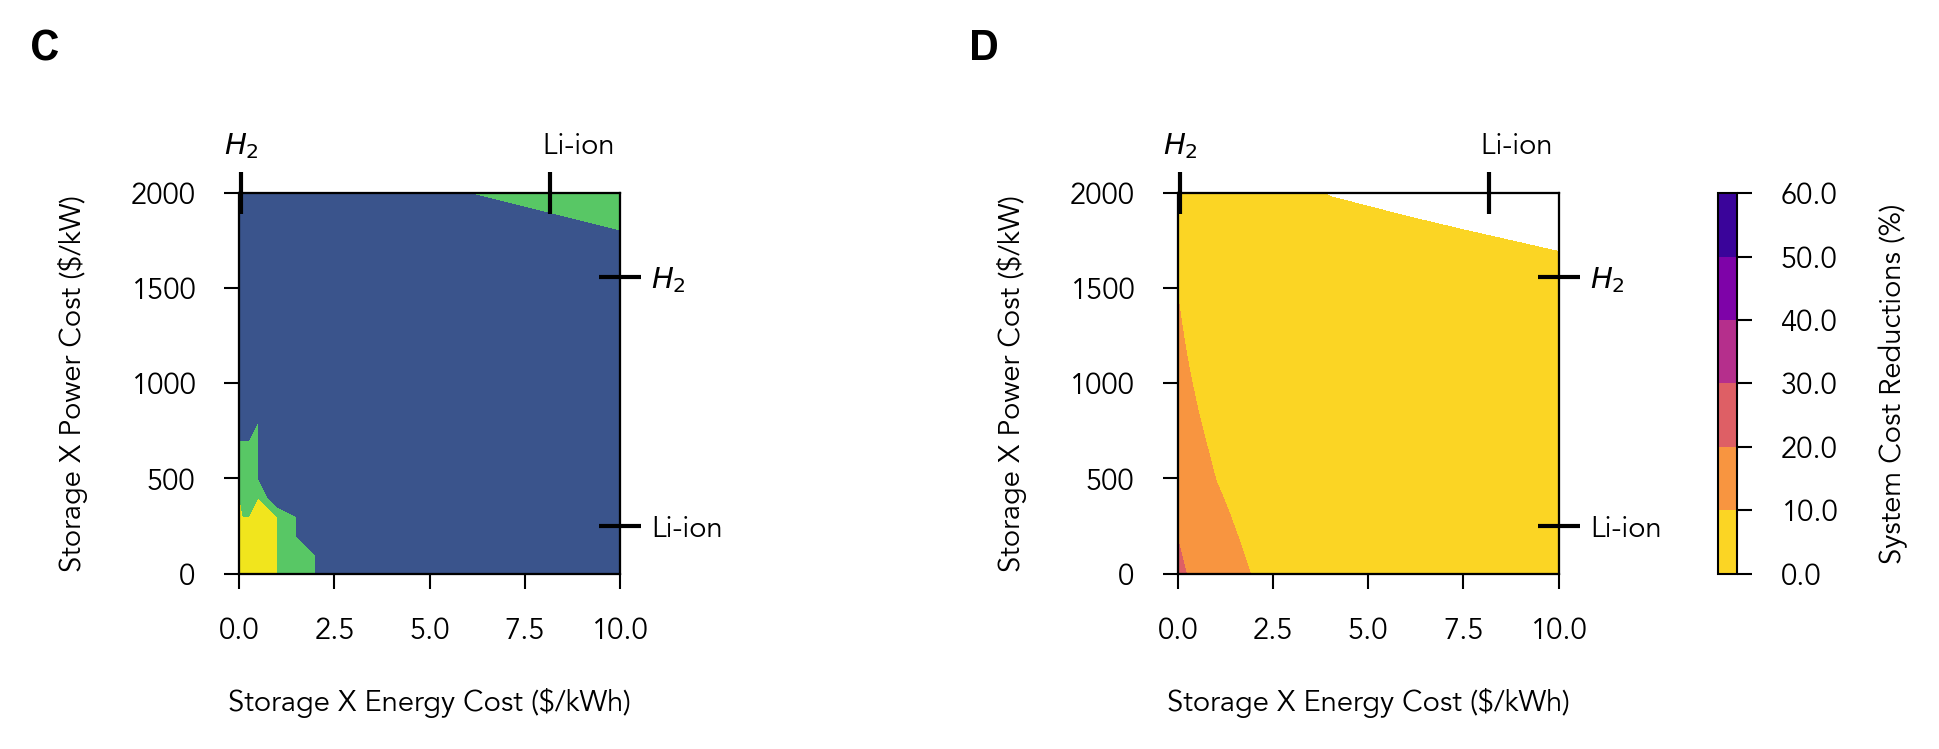 C
H₂
Li-ion
2000
1500
1000
500
0
Storage X Power Cost ($/kW)
H₂
Li-ion
0.0 2.5 5.0 7.5 10.0
Storage X Energy Cost ($/kWh)
D
H₂
Li-ion
2000
1500
1000
500
0
Storage X Power Cost ($/kW)
H₂
Li-ion
0.0 2.5 5.0 7.5 10.0
Storage X Energy Cost ($/kWh)
60.0
50.0
40.0
30.0
20.0
10.0
0.0
System Cost Reductions (%)